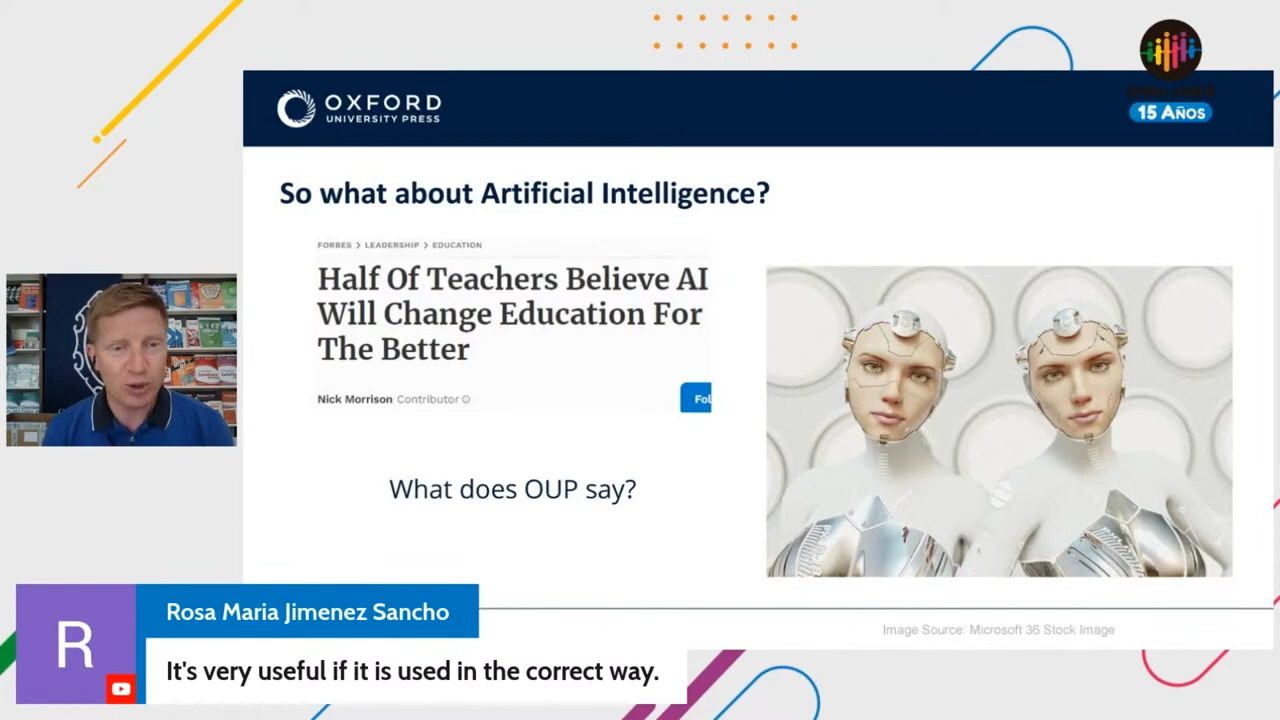 OXFORD
UNIVERSITY PRESS
15 AÑOS
So what about Artificial Intelligence?
FORBES > LEADERSHIP > EDUCATION
Half Of Teachers Believe AI
Will Change Education For
The Better
Nick Morrison Contributor
Fol
What does OUP say?
R
Rosa Maria Jimenez Sancho
It's very useful if it is used in the correct way.
Image Source: Microsoft 36 Stock Image